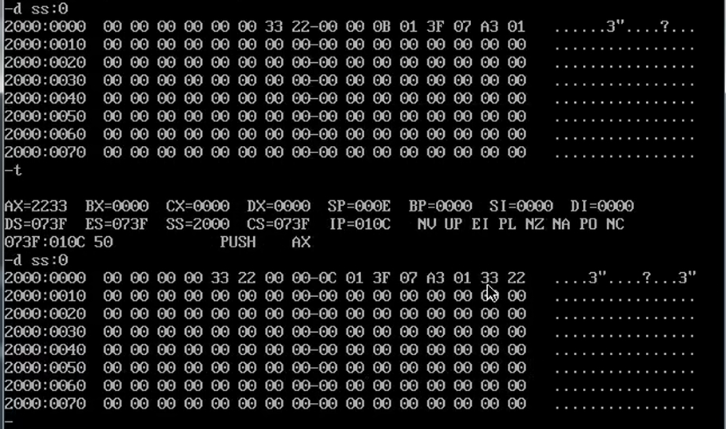 -d ss:0
2000:0000  00 00 00 00 00 00 33 22-00 00 0B 01 3F 07 A3 01   ......3"....?...
2000:0010  00 00 00 00 00 00 00 00-00 00 00 00 00 00 00 00   ................
2000:0020  00 00 00 00 00 00 00 00-00 00 00 00 00 00 00 00   ................
2000:0030  00 00 00 00 00 00 00 00-00 00 00 00 00 00 00 00   ................
2000:0040  00 00 00 00 00 00 00 00-00 00 00 00 00 00 00 00   ................
2000:0050  00 00 00 00 00 00 00 00-00 00 00 00 00 00 00 00   ................
2000:0060  00 00 00 00 00 00 00 00-00 00 00 00 00 00 00 00   ................
2000:0070  00 00 00 00 00 00 00 00-00 00 00 00 00 00 00 00   ................
-t
AX=2233  BX=0000  CX=0000  DX=0000  SP=000E  BP=0000  SI=0000  DI=0000
DS=073F  ES=073F  SS=2000  CS=073F  IP=010C   NV UP EI PL NZ NA PO NC
073F:010C 50            PUSH    AX
-d ss:0
2000:0000  00 00 00 00 33 22 00 00-0C 01 3F 07 A3 01 33 22   ....3"....?...3"
2000:0010  00 00 00 00 00 00 00 00-00 00 00 00 00 00 00 00   ................
2000:0020  00 00 00 00 00 00 00 00-00 00 00 00 00 00 00 00   ................
2000:0030  00 00 00 00 00 00 00 00-00 00 00 00 00 00 00 00   ................
2000:0040  00 00 00 00 00 00 00 00-00 00 00 00 00 00 00 00   ................
2000:0050  00 00 00 00 00 00 00 00-00 00 00 00 00 00 00 00   ................
2000:0060  00 00 00 00 00 00 00 00-00 00 00 00 00 00 00 00   ................
2000:0070  00 00 00 00 00 00 00 00-00 00 00 00 00 00 00 00   ................
-